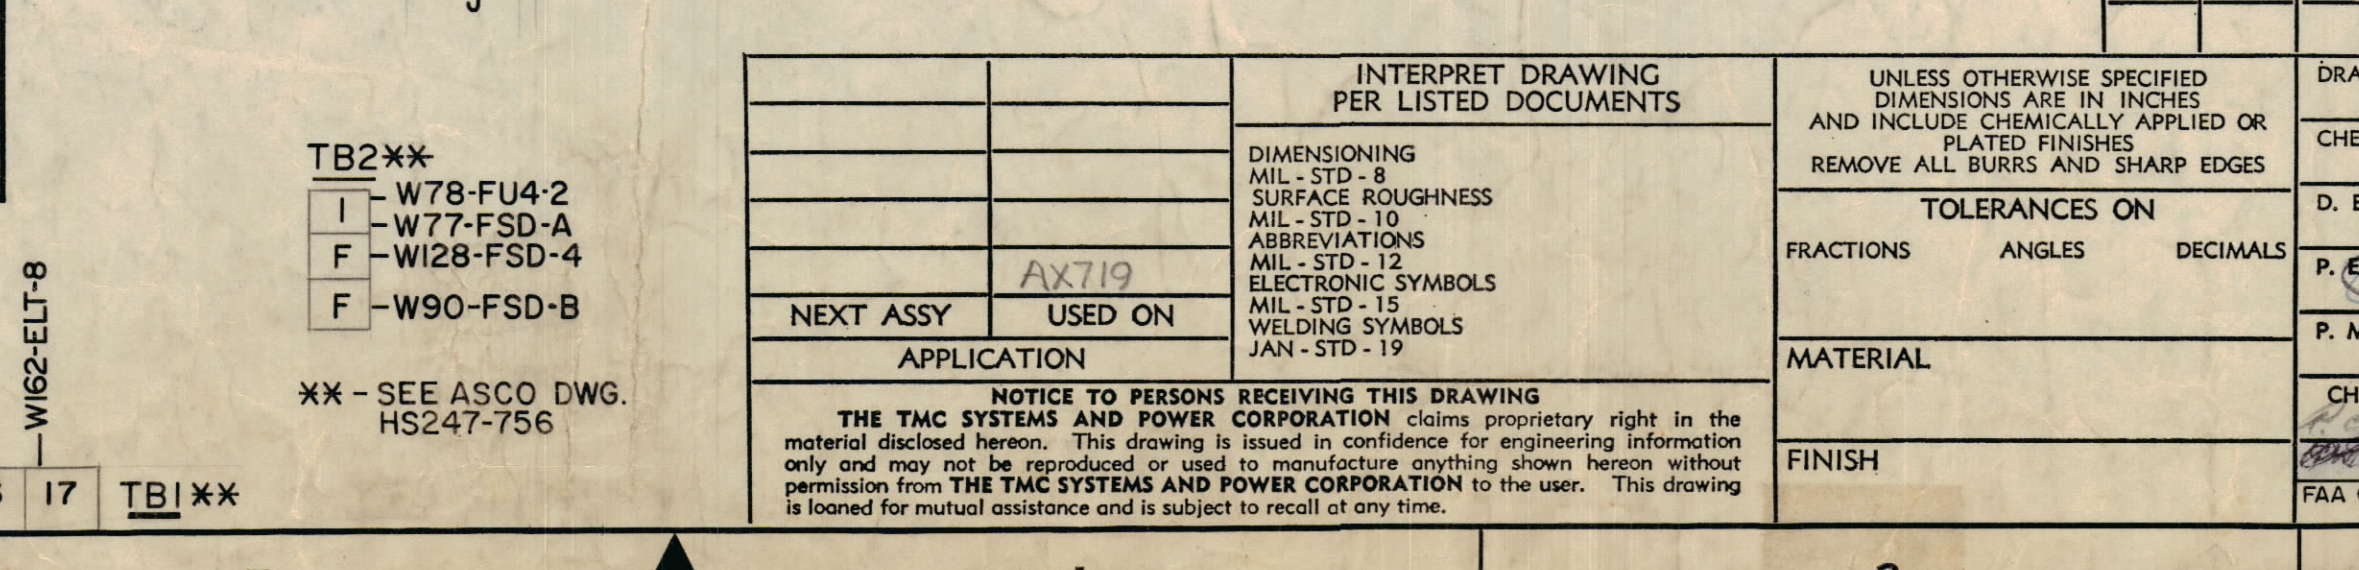 TB2**
1
W78-FU4-2
W77-FSD-A
F
W128-FSD-4
F
W90-FSD-B
** - SEE ASCO DWG.
HS247-756
W162-ELT-8
17
TB1**
AX719
NEXT ASSY
USED ON
APPLICATION
INTERPRET DRAWING
PER LISTED DOCUMENTS
DIMENSIONING
MIL - STD - 8
SURFACE ROUGHNESS
MIL - STD - 10
ABBREVIATIONS
MIL - STD - 12
ELECTRONIC SYMBOLS
MIL - STD - 15
WELDING SYMBOLS
JAN - STD - 19
NOTICE TO PERSONS RECEIVING THIS DRAWING
THE TMC SYSTEMS AND POWER CORPORATION claims proprietary right in the
material disclosed hereon. This drawing is issued in confidence for engineering information
only and may not be reproduced or used to manufacture anything shown hereon without
permission from THE TMC SYSTEMS AND POWER CORPORATION to the user. This drawing
is loaned for mutual assistance and is subject to recall at any time.
UNLESS OTHERWISE SPECIFIED
DIMENSIONS ARE IN INCHES
AND INCLUDE CHEMICALLY APPLIED OR
PLATED FINISHES
REMOVE ALL BURRS AND SHARP EDGES
TOLERANCES ON
FRACTIONS ANGLES DECIMALS
MATERIAL
FINISH
DRA
CHE
D. E
P. E
P. M
CH
FAA